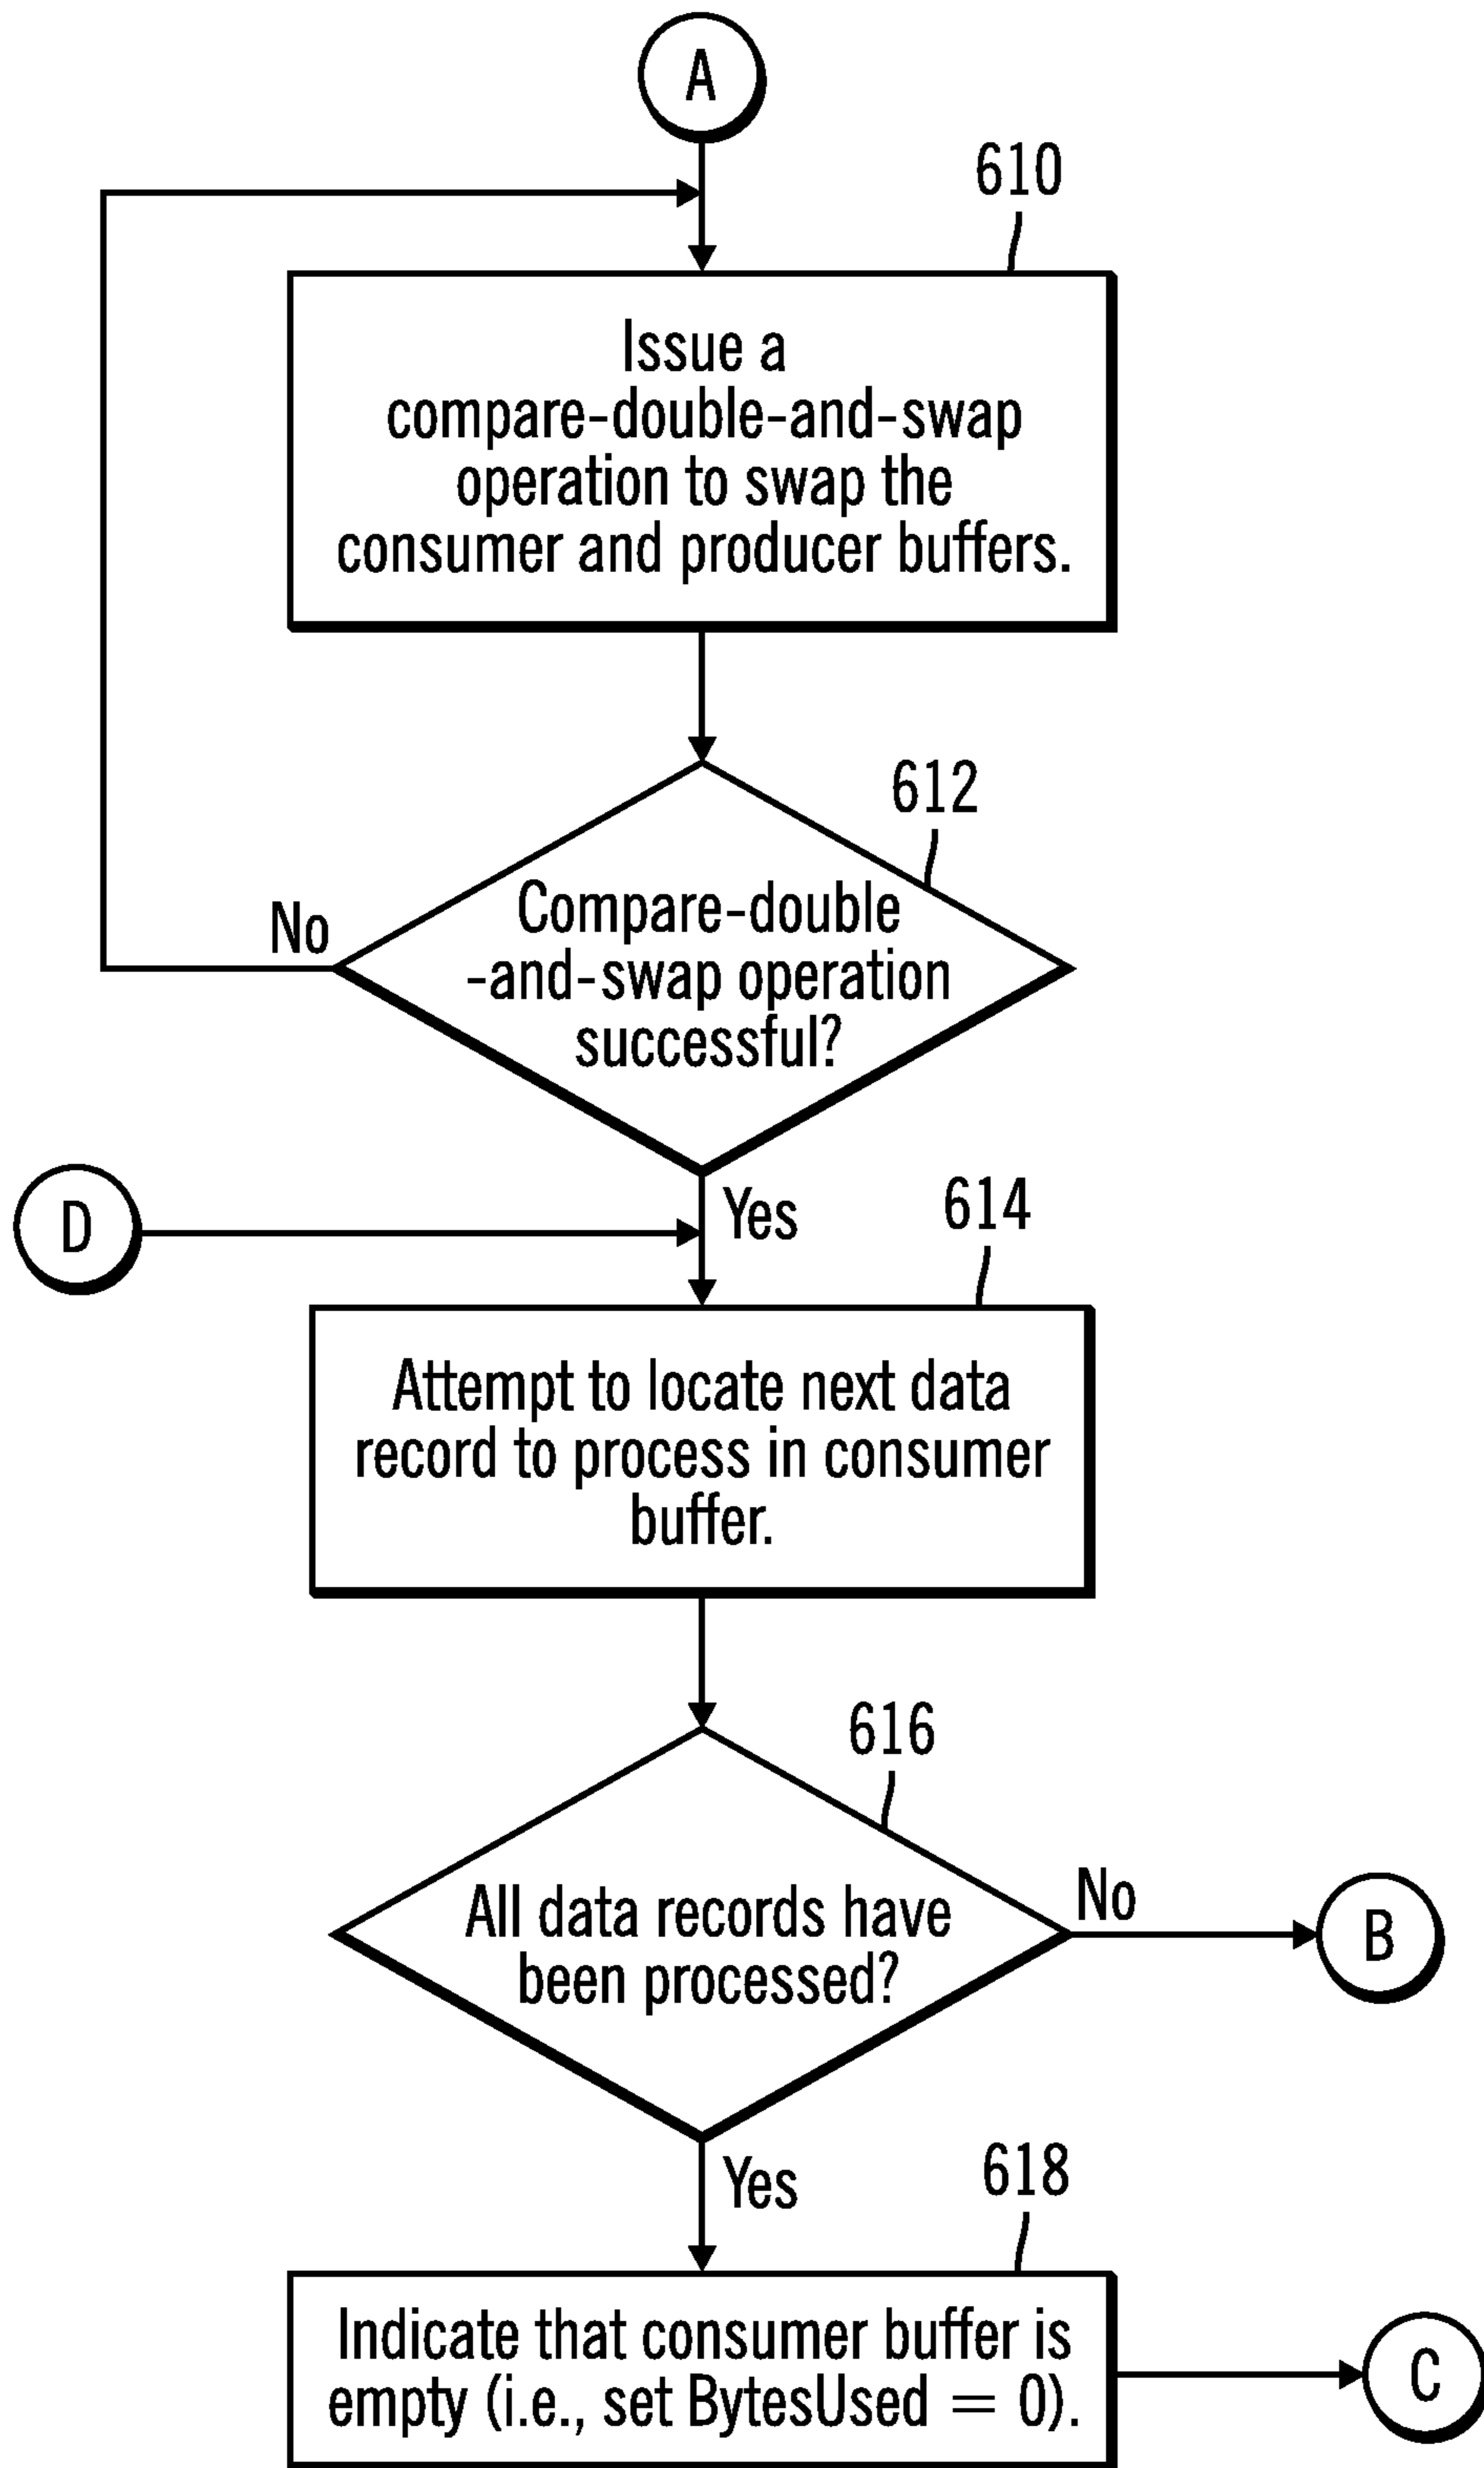 A
610
Issue a
compare-double-and-swap
operation to swap the
consumer and producer buffers.
612
Compare-double
-and-swap operation
successful?
No
Yes
D
614
Attempt to locate next data
record to process in consumer
buffer.
616
All data records have
been processed?
No
B
Yes
618
Indicate that consumer buffer is
empty (i.e., set BytesUsed = 0).
C